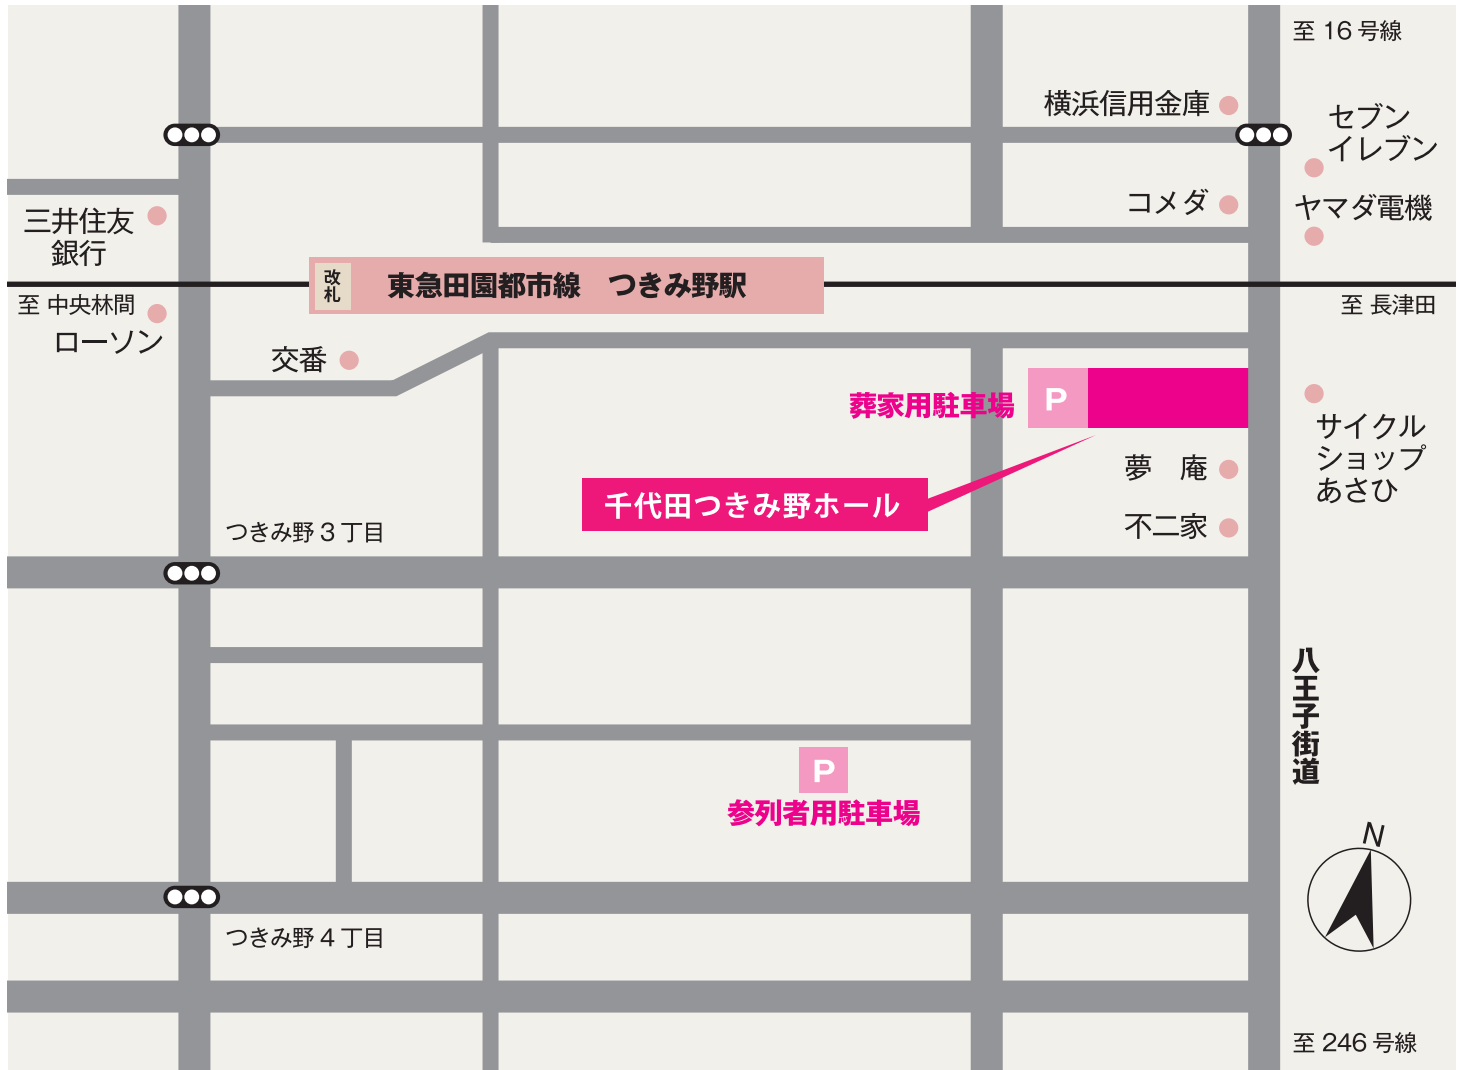 至 16 号線
横浜信用金庫
セブン
イレブン
コメダ
ヤマダ電機
三井住友
銀行
改札
東急田園都市線　つきみ野駅
至 中央林間
至 長津田
ローソン
交番
葬家用駐車場
P
サイクル
ショップ
あさひ
夢　庵
千代田つきみ野ホール
不二家
つきみ野 3 丁目
八王子街道
P
参列者用駐車場
N
つきみ野 4 丁目
至 246 号線